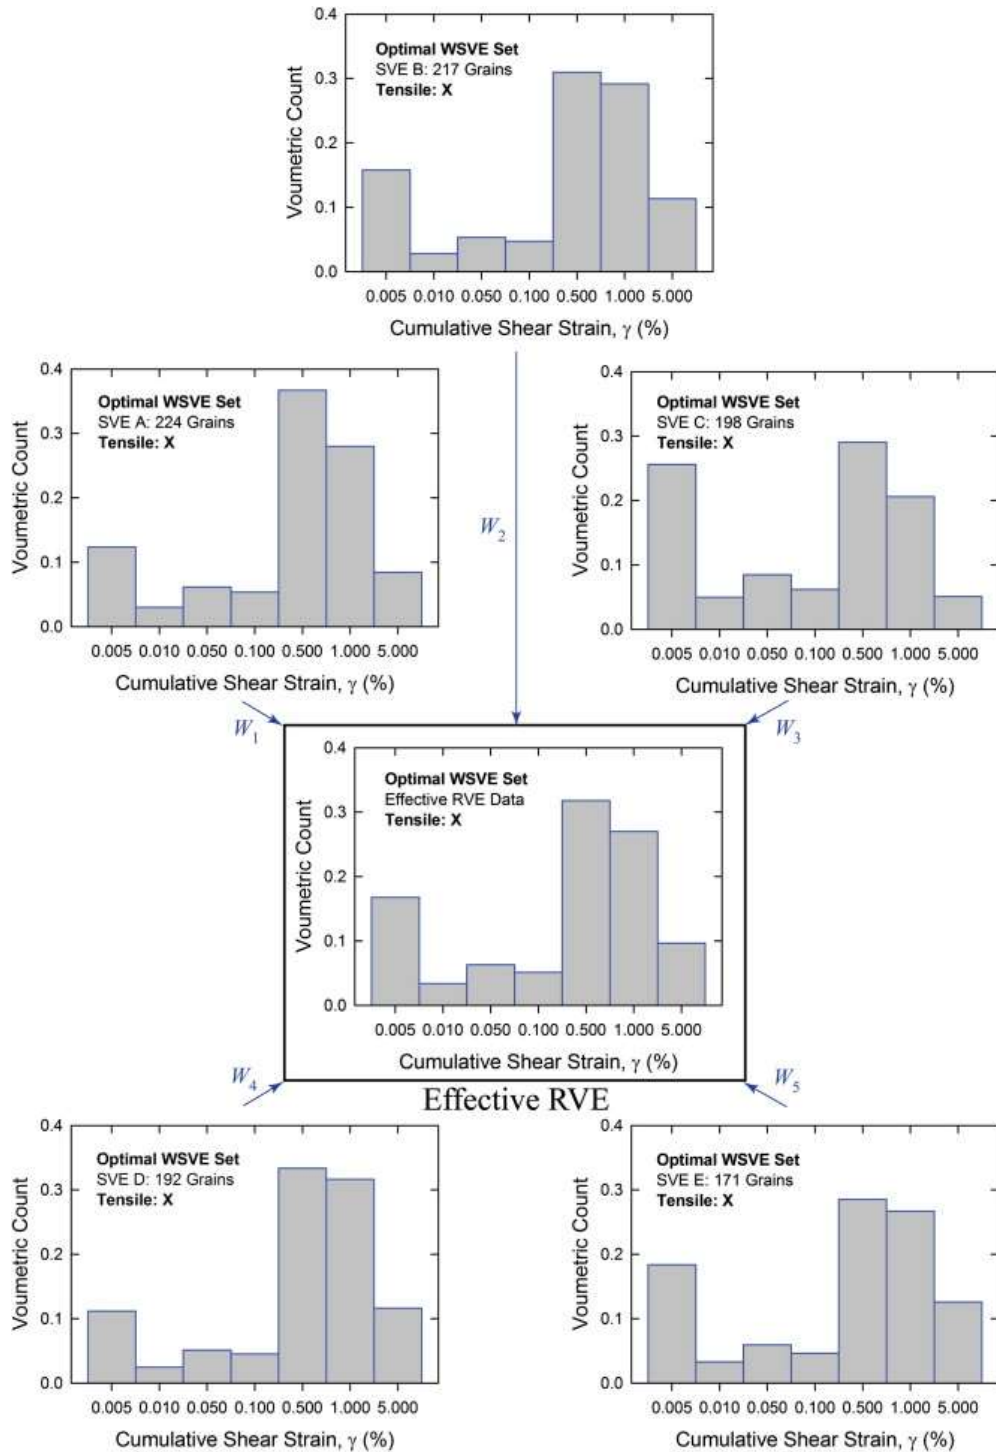 Optimal WSVE Set
SVE B: 217 Grains
Tensile: X
Voumetric Count
0.3
0.2
0.1
0.0
0.005 0.010 0.050 0.100 0.500 1.000 5.000
Cumulative Shear Strain, γ (%)
Optimal WSVE Set
SVE A: 224 Grains
Tensile: X
Voumetric Count
0.4
0.3
0.2
0.1
0.0
0.005 0.010 0.050 0.100 0.500 1.000 5.000
Cumulative Shear Strain, γ (%)
W2
Optimal WSVE Set
SVE C: 198 Grains
Tensile: X
Voumetric Count
0.4
0.3
0.2
0.1
0.0
0.005 0.010 0.050 0.100 0.500 1.000 5.000
Cumulative Shear Strain, γ (%)
W1
W3
Optimal WSVE Set
Effective RVE Data
Tensile: X
Voumetric Count
0.4
0.3
0.2
0.1
0.0
0.005 0.010 0.050 0.100 0.500 1.000 5.000
Cumulative Shear Strain, γ (%)
W4
W5
Effective RVE
Optimal WSVE Set
SVE D: 192 Grains
Tensile: X
Voumetric Count
0.4
0.3
0.2
0.1
0.0
0.005 0.010 0.050 0.100 0.500 1.000 5.000
Cumulative Shear Strain, γ (%)
Optimal WSVE Set
SVE E: 171 Grains
Tensile: X
Voumetric Count
0.4
0.3
0.2
0.1
0.0
0.005 0.010 0.050 0.100 0.500 1.000 5.000
Cumulative Shear Strain, γ (%)